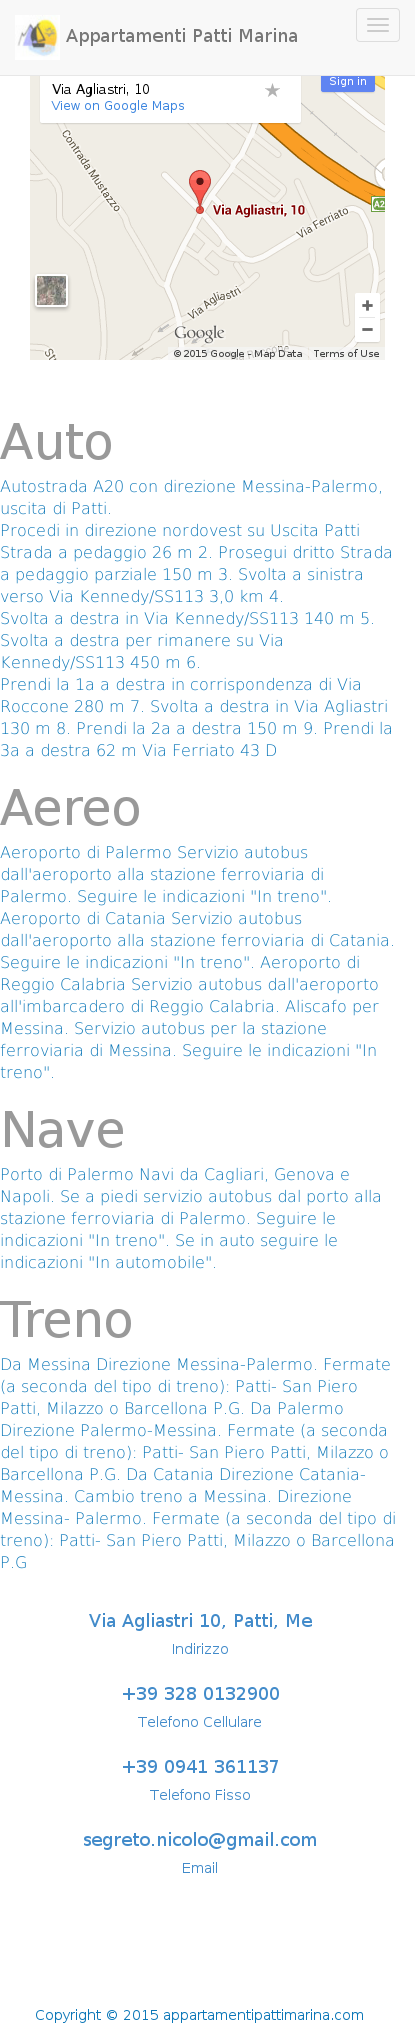 Appartamenti Patti Marina
Via Agliastri, 10
View on Google Maps
Sign in
Contrada Mustazzo
A2
Via Agliastri, 10
Via Ferriato
Via Agliastri
+
−
Google
©2015 Google - Map Data Terms of Use
Auto
Autostrada A20 con direzione Messina-Palermo,
uscita di Patti.
Procedi in direzione nordovest su Uscita Patti
Strada a pedaggio 26 m 2. Prosegui dritto Strada
a pedaggio parziale 150 m 3. Svolta a sinistra
verso Via Kennedy/SS113 3,0 km 4.
Svolta a destra in Via Kennedy/SS113 140 m 5.
Svolta a destra per rimanere su Via
Kennedy/SS113 450 m 6.
Prendi la 1a a destra in corrispondenza di Via
Roccone 280 m 7. Svolta a destra in Via Agliastri
130 m 8. Prendi la 2a a destra 150 m 9. Prendi la
3a a destra 62 m Via Ferriato 43 D
Aereo
Aeroporto di Palermo Servizio autobus
dall'aeroporto alla stazione ferroviaria di
Palermo. Seguire le indicazioni "In treno".
Aeroporto di Catania Servizio autobus
dall'aeroporto alla stazione ferroviaria di Catania.
Seguire le indicazioni "In treno". Aeroporto di
Reggio Calabria Servizio autobus dall'aeroporto
all'imbarcadero di Reggio Calabria. Aliscafo per
Messina. Servizio autobus per la stazione
ferroviaria di Messina. Seguire le indicazioni "In
treno".
Nave
Porto di Palermo Navi da Cagliari, Genova e
Napoli. Se a piedi servizio autobus dal porto alla
stazione ferroviaria di Palermo. Seguire le
indicazioni "In treno". Se in auto seguire le
indicazioni "In automobile".
Treno
Da Messina Direzione Messina-Palermo. Fermate
(a seconda del tipo di treno): Patti- San Piero
Patti, Milazzo o Barcellona P.G. Da Palermo
Direzione Palermo-Messina. Fermate (a seconda
del tipo di treno): Patti- San Piero Patti, Milazzo o
Barcellona P.G. Da Catania Direzione Catania-
Messina. Cambio treno a Messina. Direzione
Messina- Palermo. Fermate (a seconda del tipo di
treno): Patti- San Piero Patti, Milazzo o Barcellona
P.G
Via Agliastri 10, Patti, Me
Indirizzo
+39 328 0132900
Telefono Cellulare
+39 0941 361137
Telefono Fisso
segreto.nicolo@gmail.com
Email
Copyright © 2015 appartamentipattimarina.com